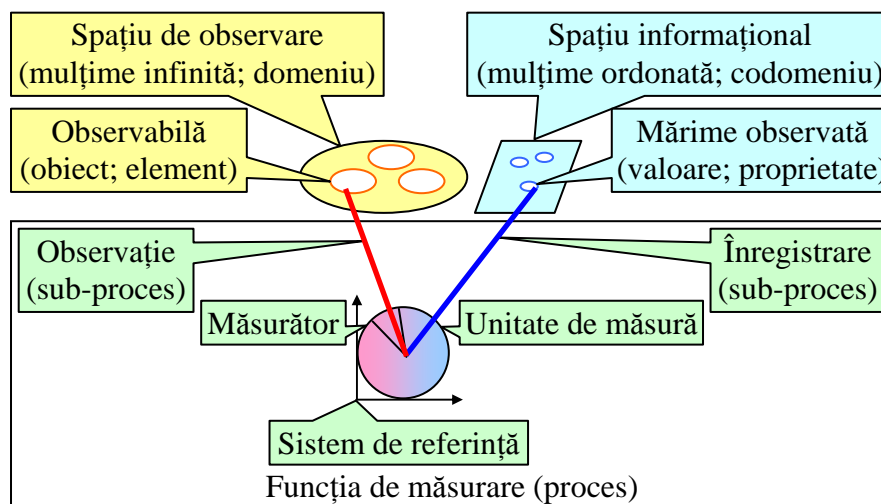 Spațiu de observare
(mulțime infinită; domeniu)
Spațiu informațional
(mulțime ordonată; codomeniu)
Observabilă
(obiect; element)
Mărime observată
(valoare; proprietate)
Observație
(sub-proces)
Înregistrare
(sub-proces)
Măsurător
Unitate de măsură
Sistem de referință
Funcția de măsurare (proces)